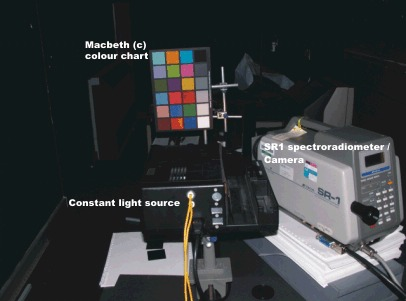 Macbeth (c)
colour chart
SR1 spectroradiometer /
Camera
SR-1
Constant light source